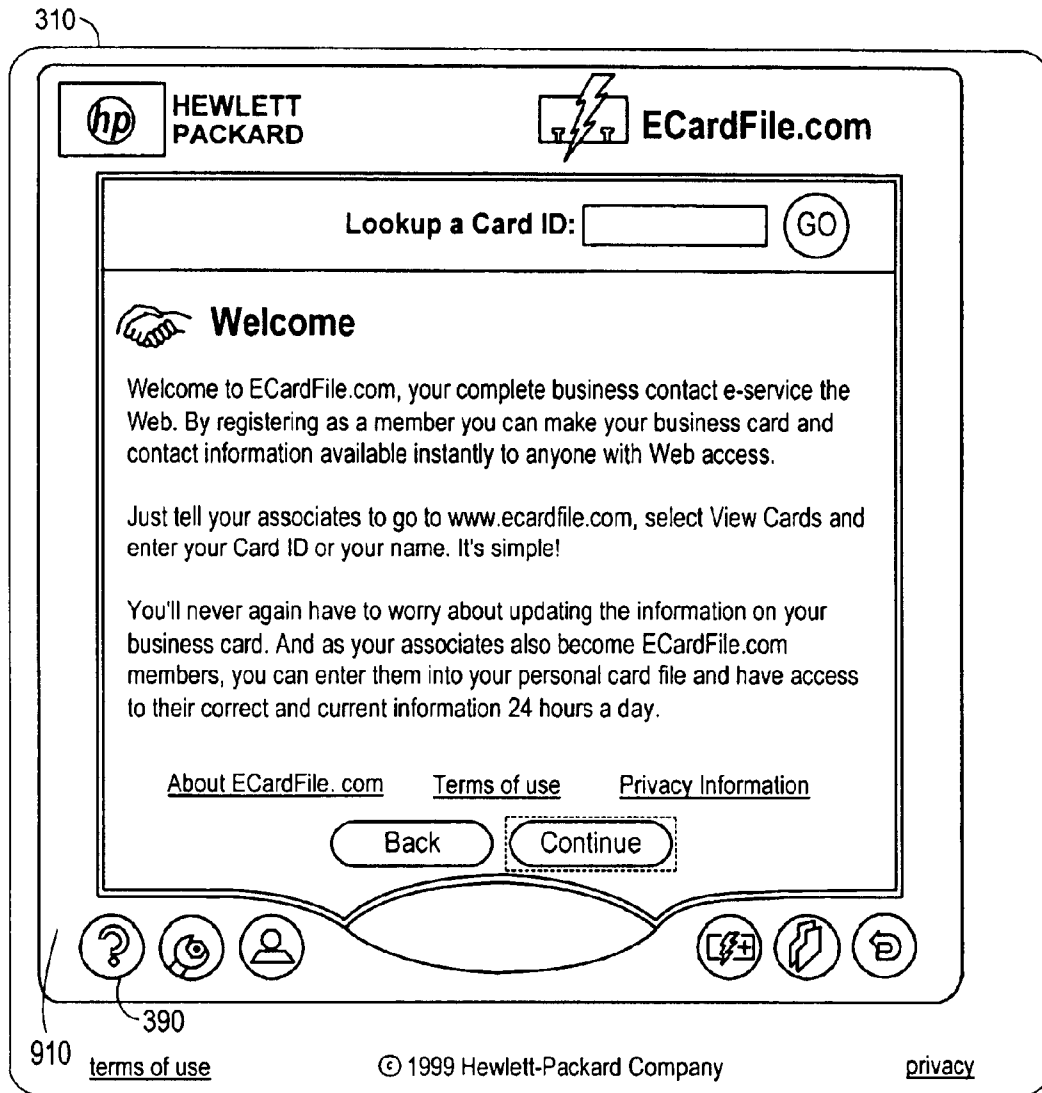 310
hp
HEWLETT
PACKARD
ECardFile.com
Lookup a Card ID:
GO
Welcome
Welcome to ECardFile.com, your complete business contact e-service the
Web. By registering as a member you can make your business card and
contact information available instantly to anyone with Web access.
Just tell your associates to go to www.ecardfile.com, select View Cards and
enter your Card ID or your name. It's simple!
You'll never again have to worry about updating the information on your
business card. And as your associates also become ECardFile.com
members, you can enter them into your personal card file and have access
to their correct and current information 24 hours a day.
About ECardFile. com Terms of use Privacy Information
Back Continue
?
390
910
terms of use © 1999 Hewlett-Packard Company privacy